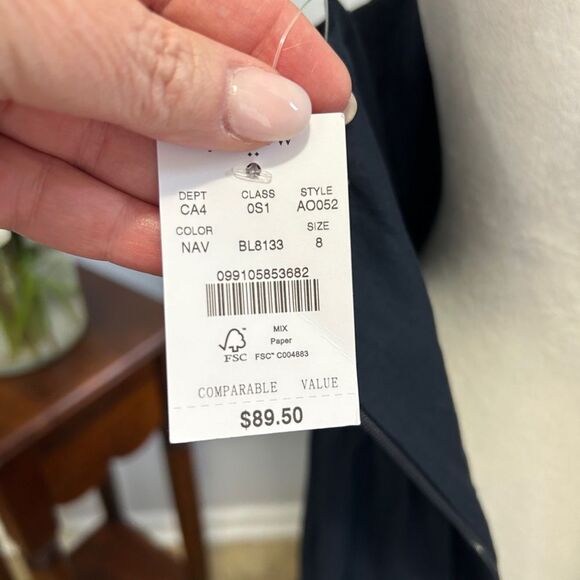 DEPT CLASS STYLE
CA4 0S1 AO052
COLOR SIZE
NAV BL8133 8
099105853682
MIX
Paper
FSC FSC™ C004883
COMPARABLE VALUE
$89.50